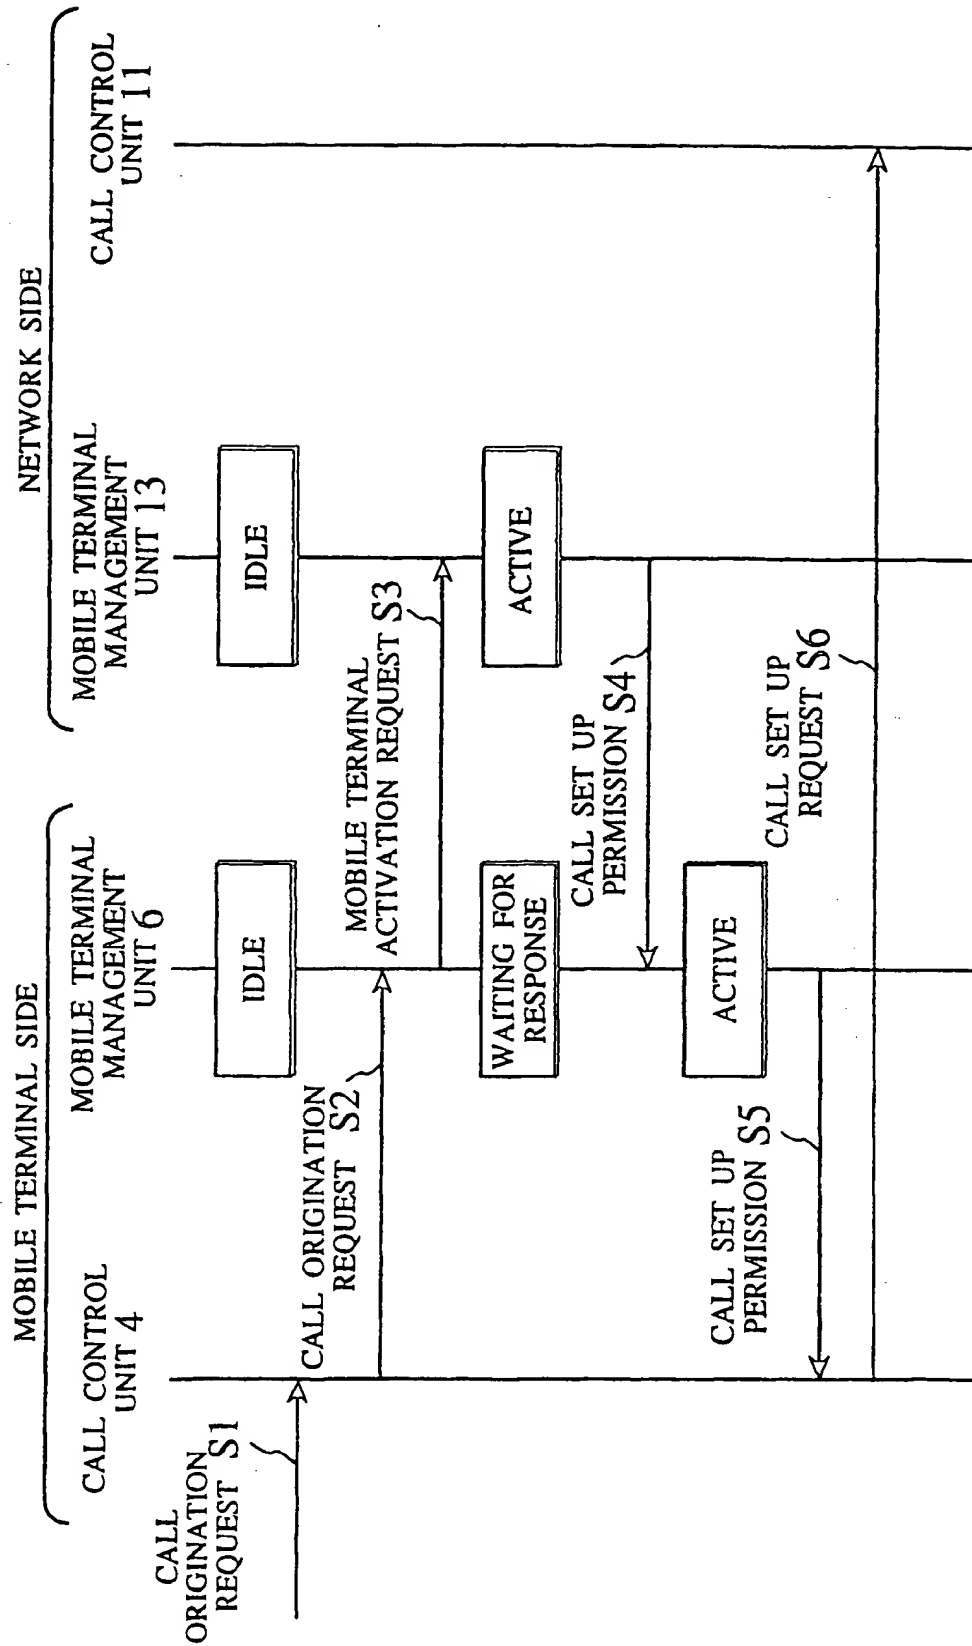 MOBILE TERMINAL SIDE
NETWORK SIDE
CALL CONTROL
UNIT 4
MOBILE TERMINAL
MANAGEMENT
UNIT 6
MOBILE TERMINAL
MANAGEMENT
UNIT 13
CALL CONTROL
UNIT 11
CALL
ORIGINATION
REQUEST S1
IDLE
IDLE
CALL ORIGINATION
REQUEST S2
MOBILE TERMINAL
ACTIVATION REQUEST S3
WAITING FOR
RESPONSE
ACTIVE
CALL SET UP
PERMISSION S4
ACTIVE
CALL SET UP
PERMISSION S5
CALL SET UP
REQUEST S6